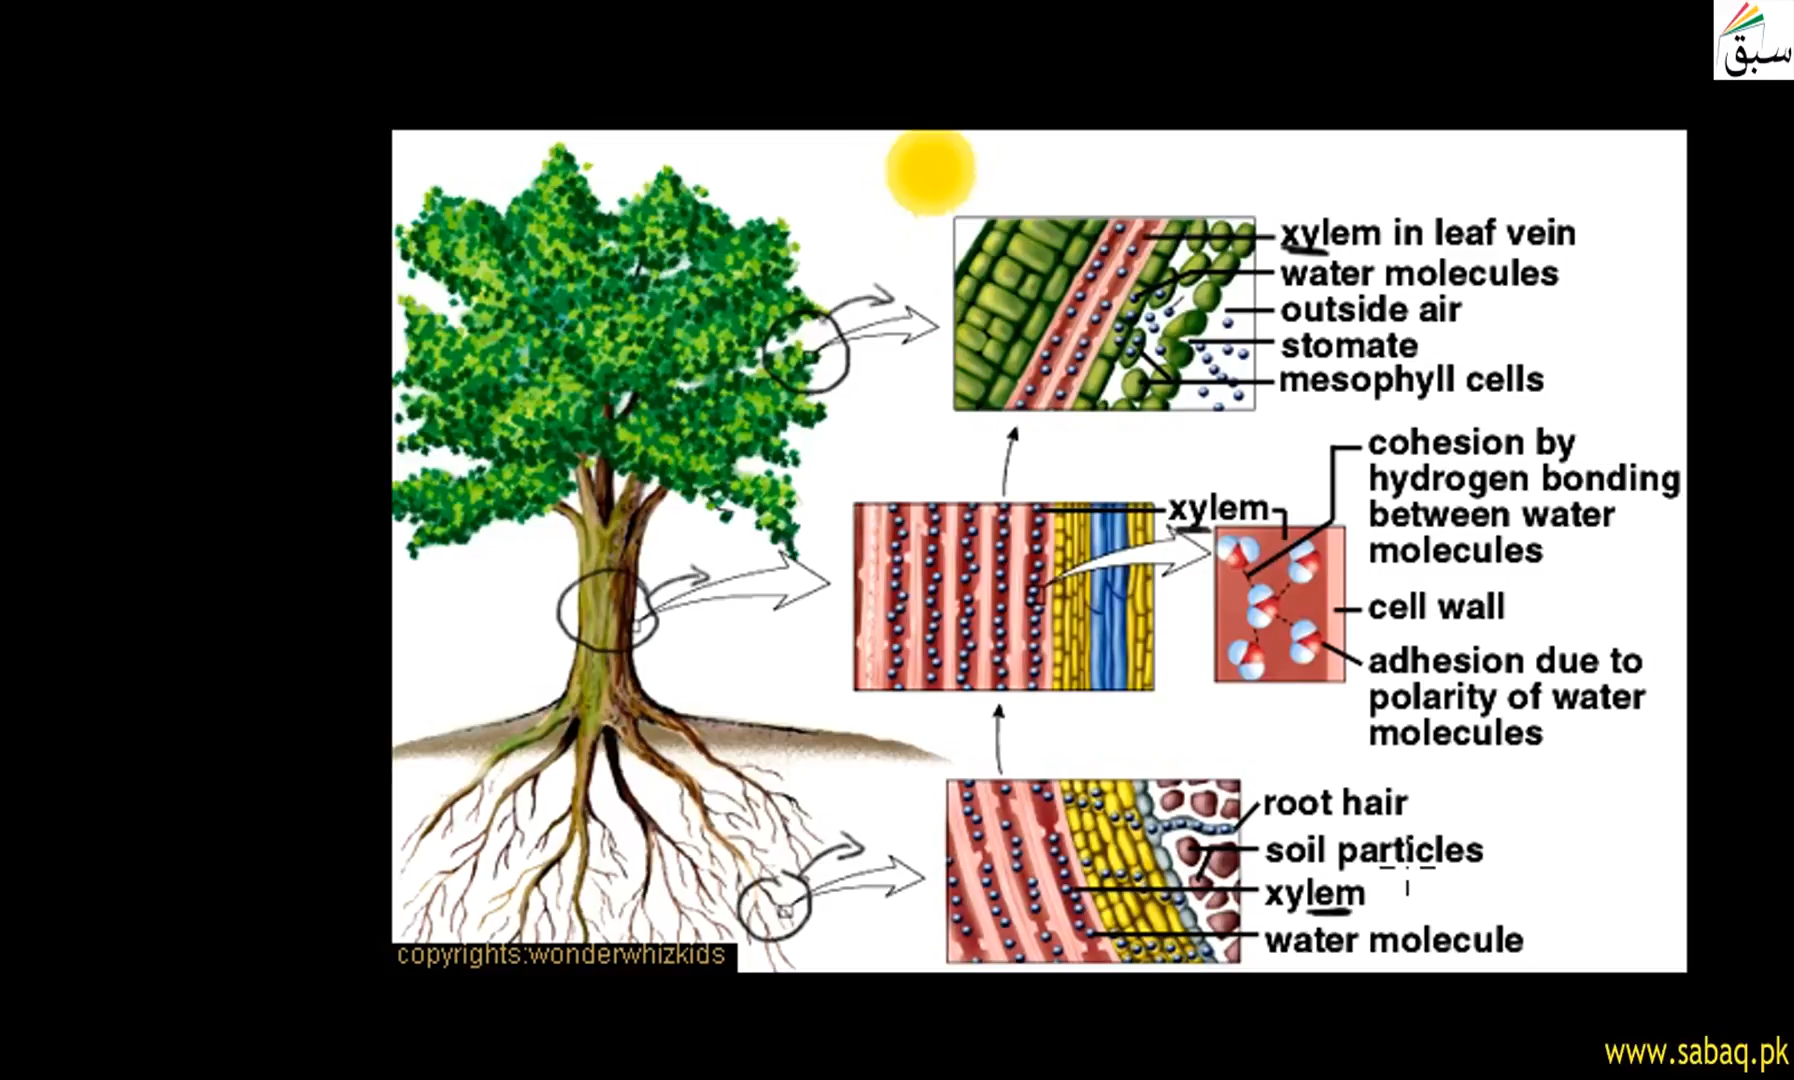 سبق
xylem in leaf vein
water molecules
outside air
stomate
mesophyll cells
cohesion by
hydrogen bonding
between water
molecules
xylem
cell wall
adhesion due to
polarity of water
molecules
root hair
soil particles
xylem
water molecule
copyrights:wonderwhizkids
www.sabaq.pk